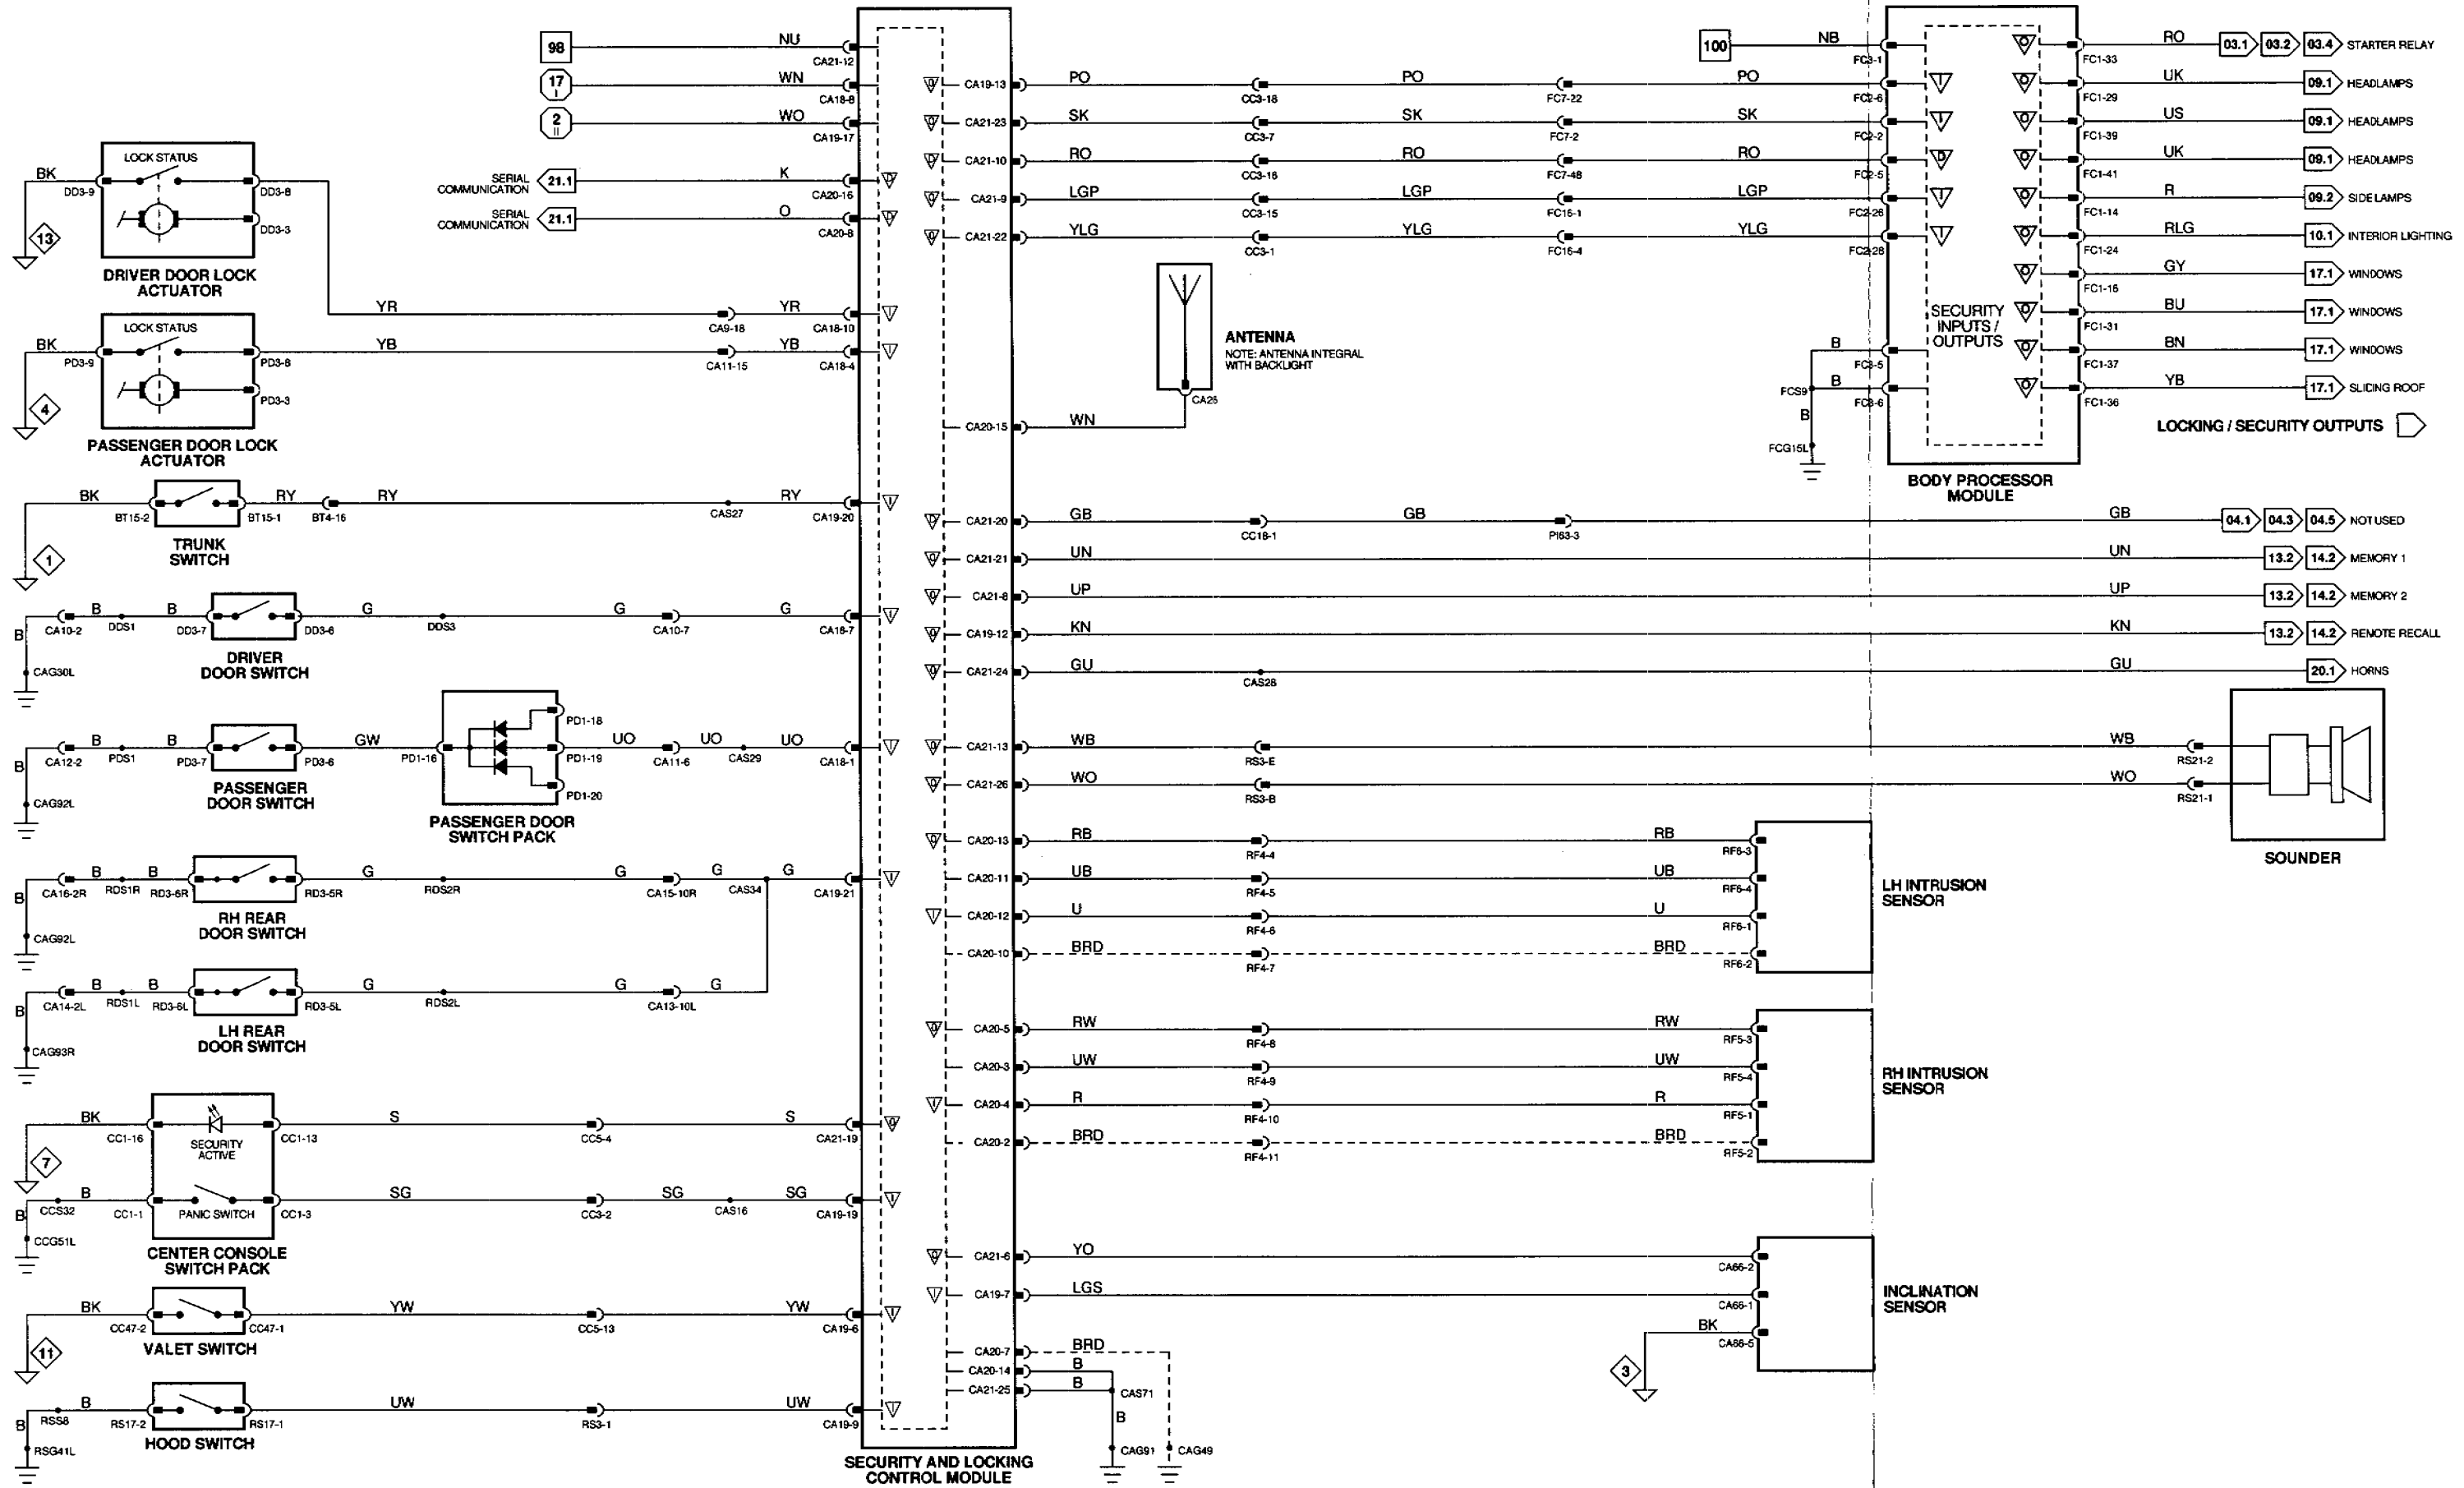 98 NU CA21-12
17 I WN CA18-8
2 II WO CA19-17
SERIAL COMMUNICATION 21.1 K CA20-16
SERIAL COMMUNICATION 21.1 O CA20-8
LOCK STATUS
BK DD3-9 DD3-8
DD3-3
13
DRIVER DOOR LOCK
ACTUATOR
YR CA9-18 YR CA18-10
LOCK STATUS
BK PD3-9 PD3-8 YB CA11-15 YB CA18-4
PD3-3
4
PASSENGER DOOR LOCK
ACTUATOR
BK BT15-2 BT15-1 RY BT4-16 RY CAS27 RY CA19-20
1
TRUNK
SWITCH
B CA10-2 B DDS1 B DD3-7 DD3-6 G DDS3 G CA10-7 G CA18-7
CAG30L
DRIVER
DOOR SWITCH
B CA12-2 B PDS1 B PD3-7 PD3-6 GW PD1-16 PD1-19 UO CA11-6 UO CAS29 UO CA18-1
PD1-18
PD1-20
CAG92L
PASSENGER
DOOR SWITCH
PASSENGER DOOR
SWITCH PACK
B CA16-2R B RDS1R B RD3-6R RD3-5R G RDS2R G CA15-10R G CAS34 G CA19-21
CAG92L
RH REAR
DOOR SWITCH
B CA14-2L B RDS1L B RD3-6L RD3-5L G RDS2L G CA13-10L G
CAG93R
LH REAR
DOOR SWITCH
BK CC1-16 CC1-13 S CC5-4 S CA21-19
SECURITY
ACTIVE
7
B CCS32 B CC1-1 PANIC SWITCH CC1-3 SG CC3-2 SG CAS16 SG CA19-19
CCG51L
CENTER CONSOLE
SWITCH PACK
BK CC47-2 CC47-1 YW CC5-13 YW CA19-6
11
VALET SWITCH
B RSS8 B RS17-2 RS17-1 UW RS3-1 UW CA19-9
RSG41L
HOOD SWITCH
SECURITY AND LOCKING
CONTROL MODULE
CA19-13 PO CC3-18 PO FC7-22 PO FC2-6
CA21-23 SK CC3-7 SK FC7-2 SK FC2-2
CA21-10 RO CC3-16 RO FC7-48 RO FC2-5
CA21-9 LGP CC3-15 LGP FC16-1 LGP FC2-26
CA21-22 YLG CC3-1 YLG FC16-4 YLG FC2-28
ANTENNA
NOTE: ANTENNA INTEGRAL
WITH BACKLIGHT
CA26
CA20-15 WN
100 NB FC3-1
SECURITY
INPUTS /
OUTPUTS
B FC3-5
FCS9 B FC3-6
B
FCG15L
BODY PROCESSOR
MODULE
FC1-33 RO 03.1 03.2 03.4 STARTER RELAY
FC1-29 UK 09.1 HEADLAMPS
FC1-39 US 09.1 HEADLAMPS
FC1-41 UK 09.1 HEADLAMPS
FC1-14 R 09.2 SIDE LAMPS
FC1-24 RLG 10.1 INTERIOR LIGHTING
FC1-16 GY 17.1 WINDOWS
FC1-31 BU 17.1 WINDOWS
FC1-37 BN 17.1 WINDOWS
FC1-36 YB 17.1 SLIDING ROOF
LOCKING / SECURITY OUTPUTS
CA21-20 GB CC18-1 GB PI63-3 GB 04.1 04.3 04.5 NOT USED
CA21-21 UN UN 13.2 14.2 MEMORY 1
CA21-8 UP UP 13.2 14.2 MEMORY 2
CA19-12 KN KN 13.2 14.2 REMOTE RECALL
CA21-24 GU CAS28 GU 20.1 HORNS
CA21-13 WB RS3-E WB RS21-2
CA21-26 WO RS3-B WO RS21-1
SOUNDER
CA20-13 RB RF4-4 RB RF6-3
CA20-11 UB RF4-5 UB RF6-4
CA20-12 U RF4-6 U RF6-1
CA20-10 BRD RF4-7 BRD RF6-2
LH INTRUSION
SENSOR
CA20-5 RW RF4-8 RW RF5-3
CA20-3 UW RF4-9 UW RF5-4
CA20-4 R RF4-10 R RF5-1
CA20-2 BRD RF4-11 BRD RF5-2
RH INTRUSION
SENSOR
CA21-6 YO CA66-2
CA19-7 LGS CA66-1
BK CA66-5
3
INCLINATION
SENSOR
CA20-7 BRD
CA20-14 B
CA21-25 B CAS71
B
CAG91 CAG49